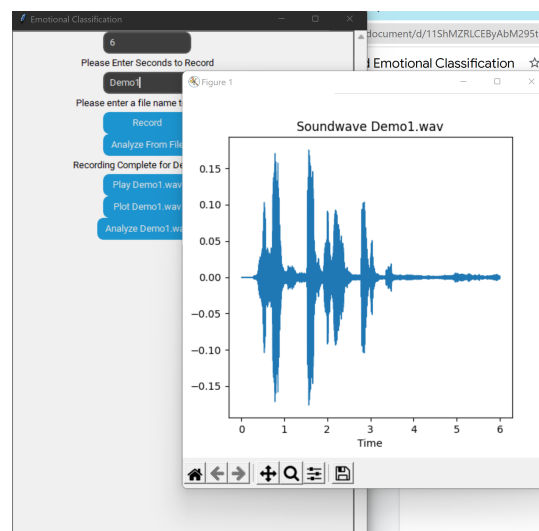 Emotional Classification
6
Please Enter Seconds to Record
Demo1
Please enter a file name t
Record
Analyze From File
Recording Complete for De
Play Demo1.wav
Plot Demo1.wav
Analyze Demo1.wa
document/d/11ShMZRLCEByAbM295t
d Emotional Classification
Figure 1
Soundwave Demo1.wav
0.15
0.10
0.05
0.00
−0.05
−0.10
−0.15
0 1 2 3 4 5 6
Time